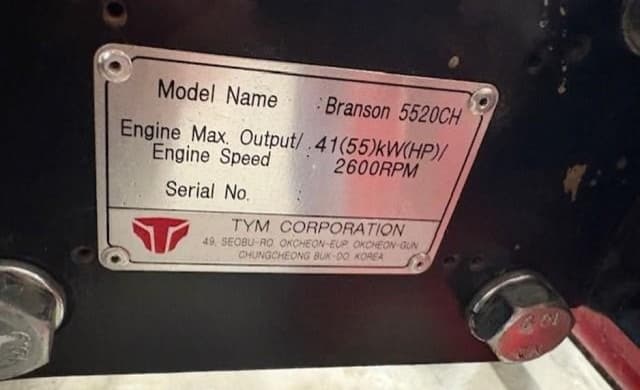 Model Name : Branson 5520CH
Engine Max. Output/ : 41(55)kW(HP)/
Engine Speed 2600RPM
Serial No. :
TYM CORPORATION
49, SEOBU-RO, OKCHEON-EUP, OKCHEON-GUN
CHUNGCHEONG BUK-DO, KOREA